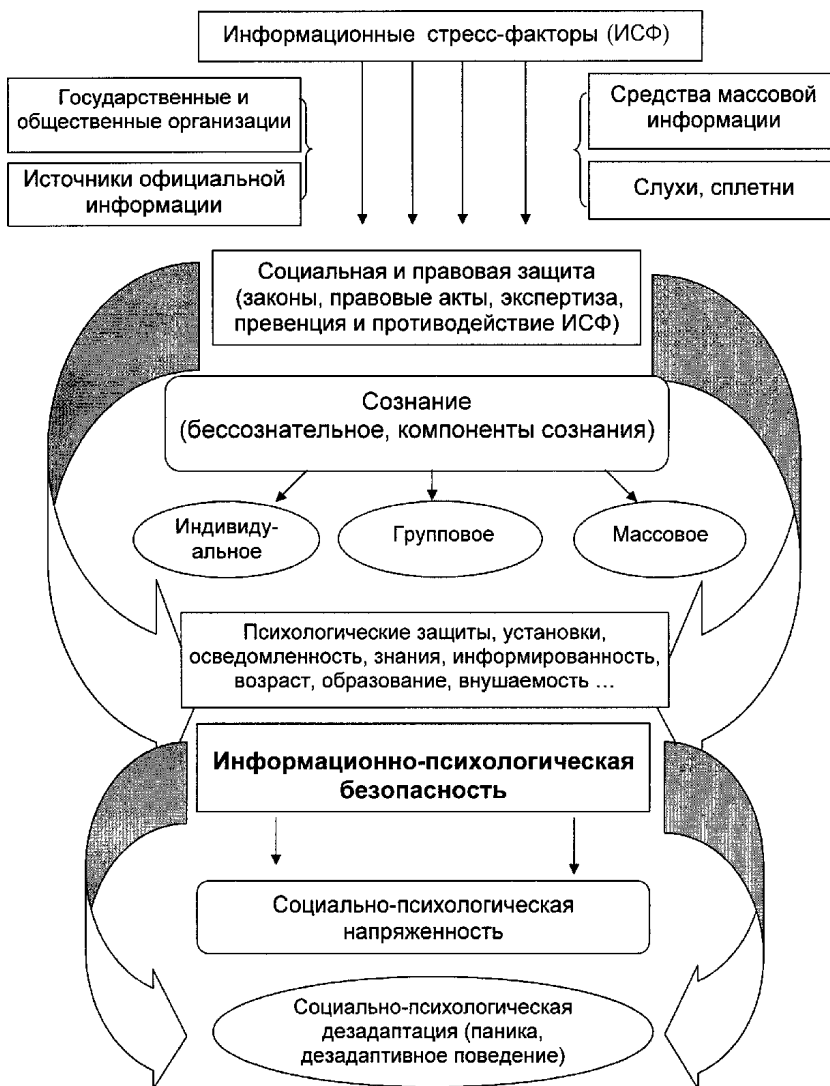 Информационные стресс-факторы (ИСФ)
Государственные и
общественные организации
Источники официальной
информации
Средства массовой
информации
Слухи, сплетни
Социальная и правовая защита
(законы, правовые акты, экспертиза,
превенция и противодействие ИСФ)
Сознание
(бессознательное, компоненты сознания)
Индивиду-
альное
Групповое
Массовое
Психологические защиты, установки,
осведомленность, знания, информированность,
возраст, образование, внушаемость ...
Информационно-психологическая
безопасность
Социально-психологическая
напряженность
Социально-психологическая
дезадаптация (паника,
дезадаптивное поведение)